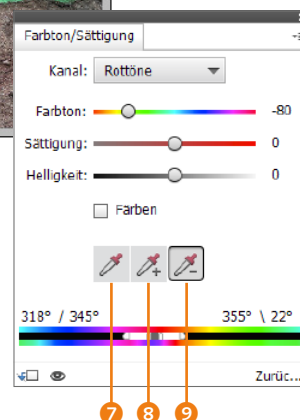 Farbton/Sättigung
Kanal: Rottöne
Farbton: -80
Sättigung: 0
Helligkeit: 0
Färben
318° / 345° 355° \ 22°
Zurüc...
7 8 9